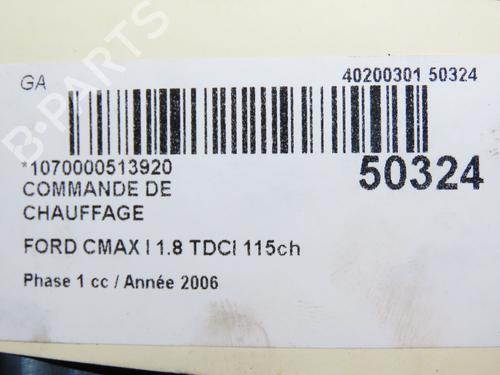 GA
40200301 50324
*1070000513920
50324
COMMANDE DE
CHAUFFAGE
FORD CMAX I 1.8 TDCI 115ch
Phase 1 cc / Année 2006
B-PARTS